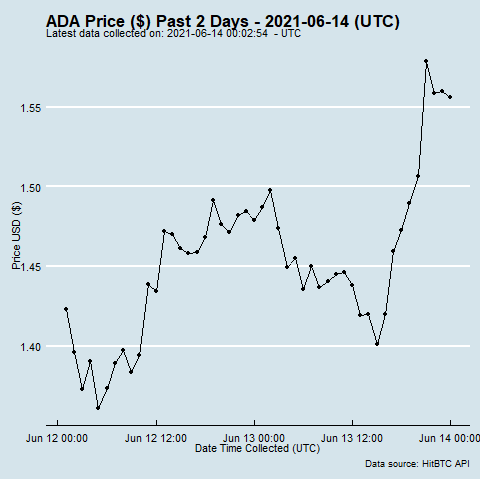 ADA Price ($) Past 2 Days - 2021-06-14 (UTC)
Latest data collected on: 2021-06-14 00:02:54 - UTC
1.55
1.50
1.45
1.40
Price USD ($)
Jun 12 00:00 Jun 12 12:00 Jun 13 00:00 Jun 13 12:00 Jun 14 00:00
Date Time Collected (UTC)
Data source: HitBTC API